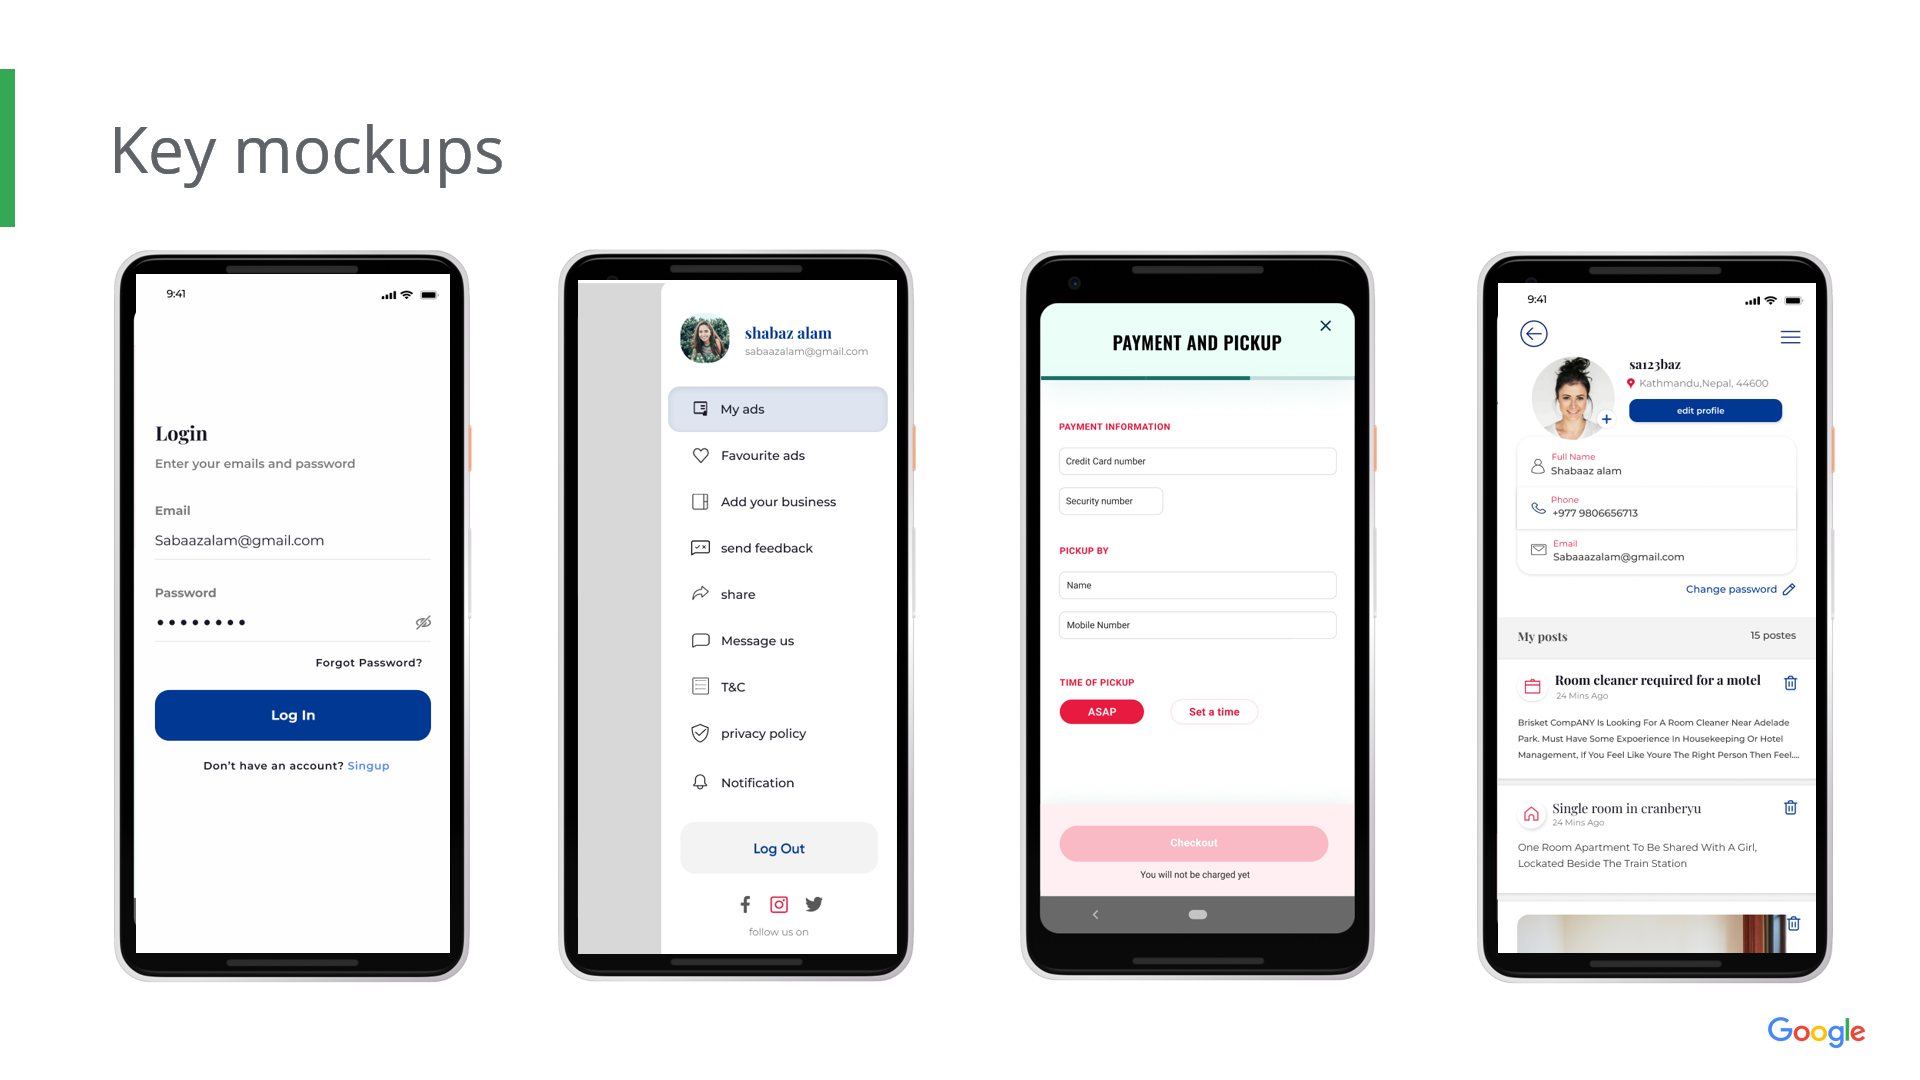 Key mockups
9:41
Login
Enter your emails and password
Email
Sabaazalam@gmail.com
Password
Forgot Password?
Log In
Don't have an account? Singup
shabaz alam
sabaazalam@gmail.com
My ads
Favourite ads
Add your business
send feedback
share
Message us
T&C
privacy policy
Notification
Log Out
follow us on
PAYMENT AND PICKUP
PAYMENT INFORMATION
Credit Card number
Security number
PICKUP BY
Name
Mobile Number
TIME OF PICKUP
ASAP
Set a time
Checkout
You will not be charged yet
9:41
sa123baz
Kathmandu,Nepal, 44600
edit profile
Full Name
Shabaaz alam
Phone
+977 9806656713
Email
Sabaaazalam@gmail.com
Change password
My posts
15 postes
Room cleaner required for a motel
24 Mins Ago
Brisket CompANY Is Looking For A Room Cleaner Near Adelade
Park. Must Have Some Expoerience In Housekeeping Or Hotel
Management, If You Feel Like Youre The Right Person Then Feel....
Single room in cranberyu
24 Mins Ago
One Room Apartment To Be Shared With A Girl,
Lockated Beside The Train Station
Google